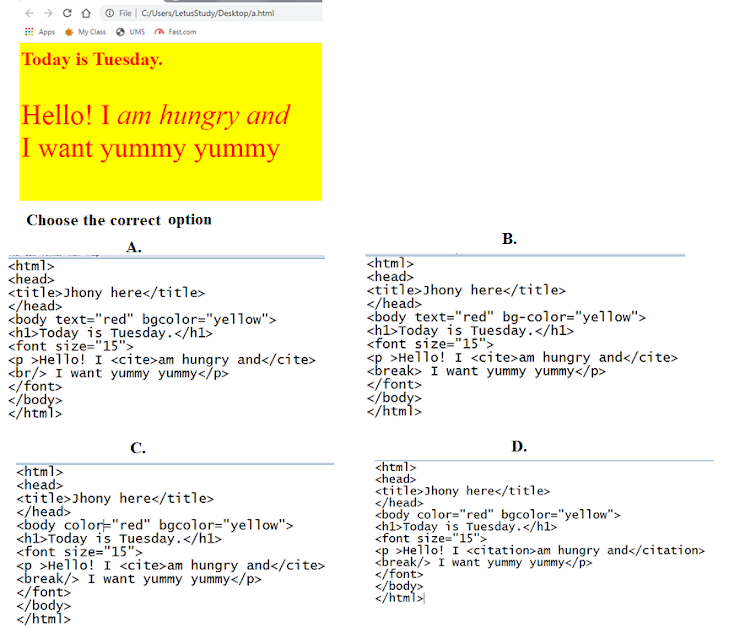 File | C:/Users/LetusStudy/Desktop/a.html
Apps My Class UMS Fast.com
Today is Tuesday.
Hello! I am hungry and
I want yummy yummy
Choose the correct option
A.
<html>
<head>
<title>Jhony here</title>
</head>
<body text="red" bgcolor="yellow">
<h1>Today is Tuesday.</h1>
<font size="15">
<p >Hello! I <cite>am hungry and</cite>
<br/> I want yummy yummy</p>
</font>
</body>
</html>
B.
<html>
<head>
<title>Jhony here</title>
</head>
<body text="red" bg-color="yellow">
<h1>Today is Tuesday.</h1>
<font size="15">
<p >Hello! I <cite>am hungry and</cite>
<break> I want yummy yummy</p>
</font>
</body>
</html>
C.
<html>
<head>
<title>Jhony here</title>
</head>
<body color="red" bgcolor="yellow">
<h1>Today is Tuesday.</h1>
<font size="15">
<p >Hello! I <cite>am hungry and</cite>
<break/> I want yummy yummy</p>
</font>
</body>
</html>
D.
<html>
<head>
<title>Jhony here</title>
</head>
<body color="red" bgcolor="yellow">
<h1>Today is Tuesday.</h1>
<font size="15">
<p >Hello! I <citation>am hungry and</citation>
<break/> I want yummy yummy</p>
</font>
</body>
</html>